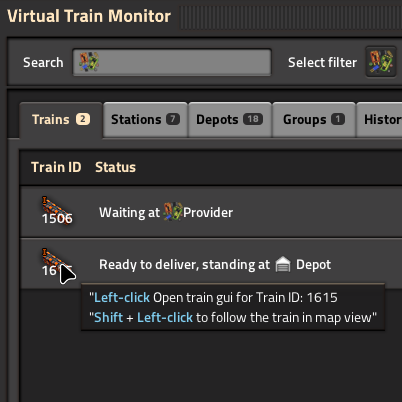 Virtual Train Monitor
Search Select filter
Trains 2 Stations 7 Depots 18 Groups 1 Histor
Train ID Status
1506 Waiting at Provider
Ready to deliver, standing at Depot
"Left-click Open train gui for Train ID: 1615
"Shift + Left-click to follow the train in map view"